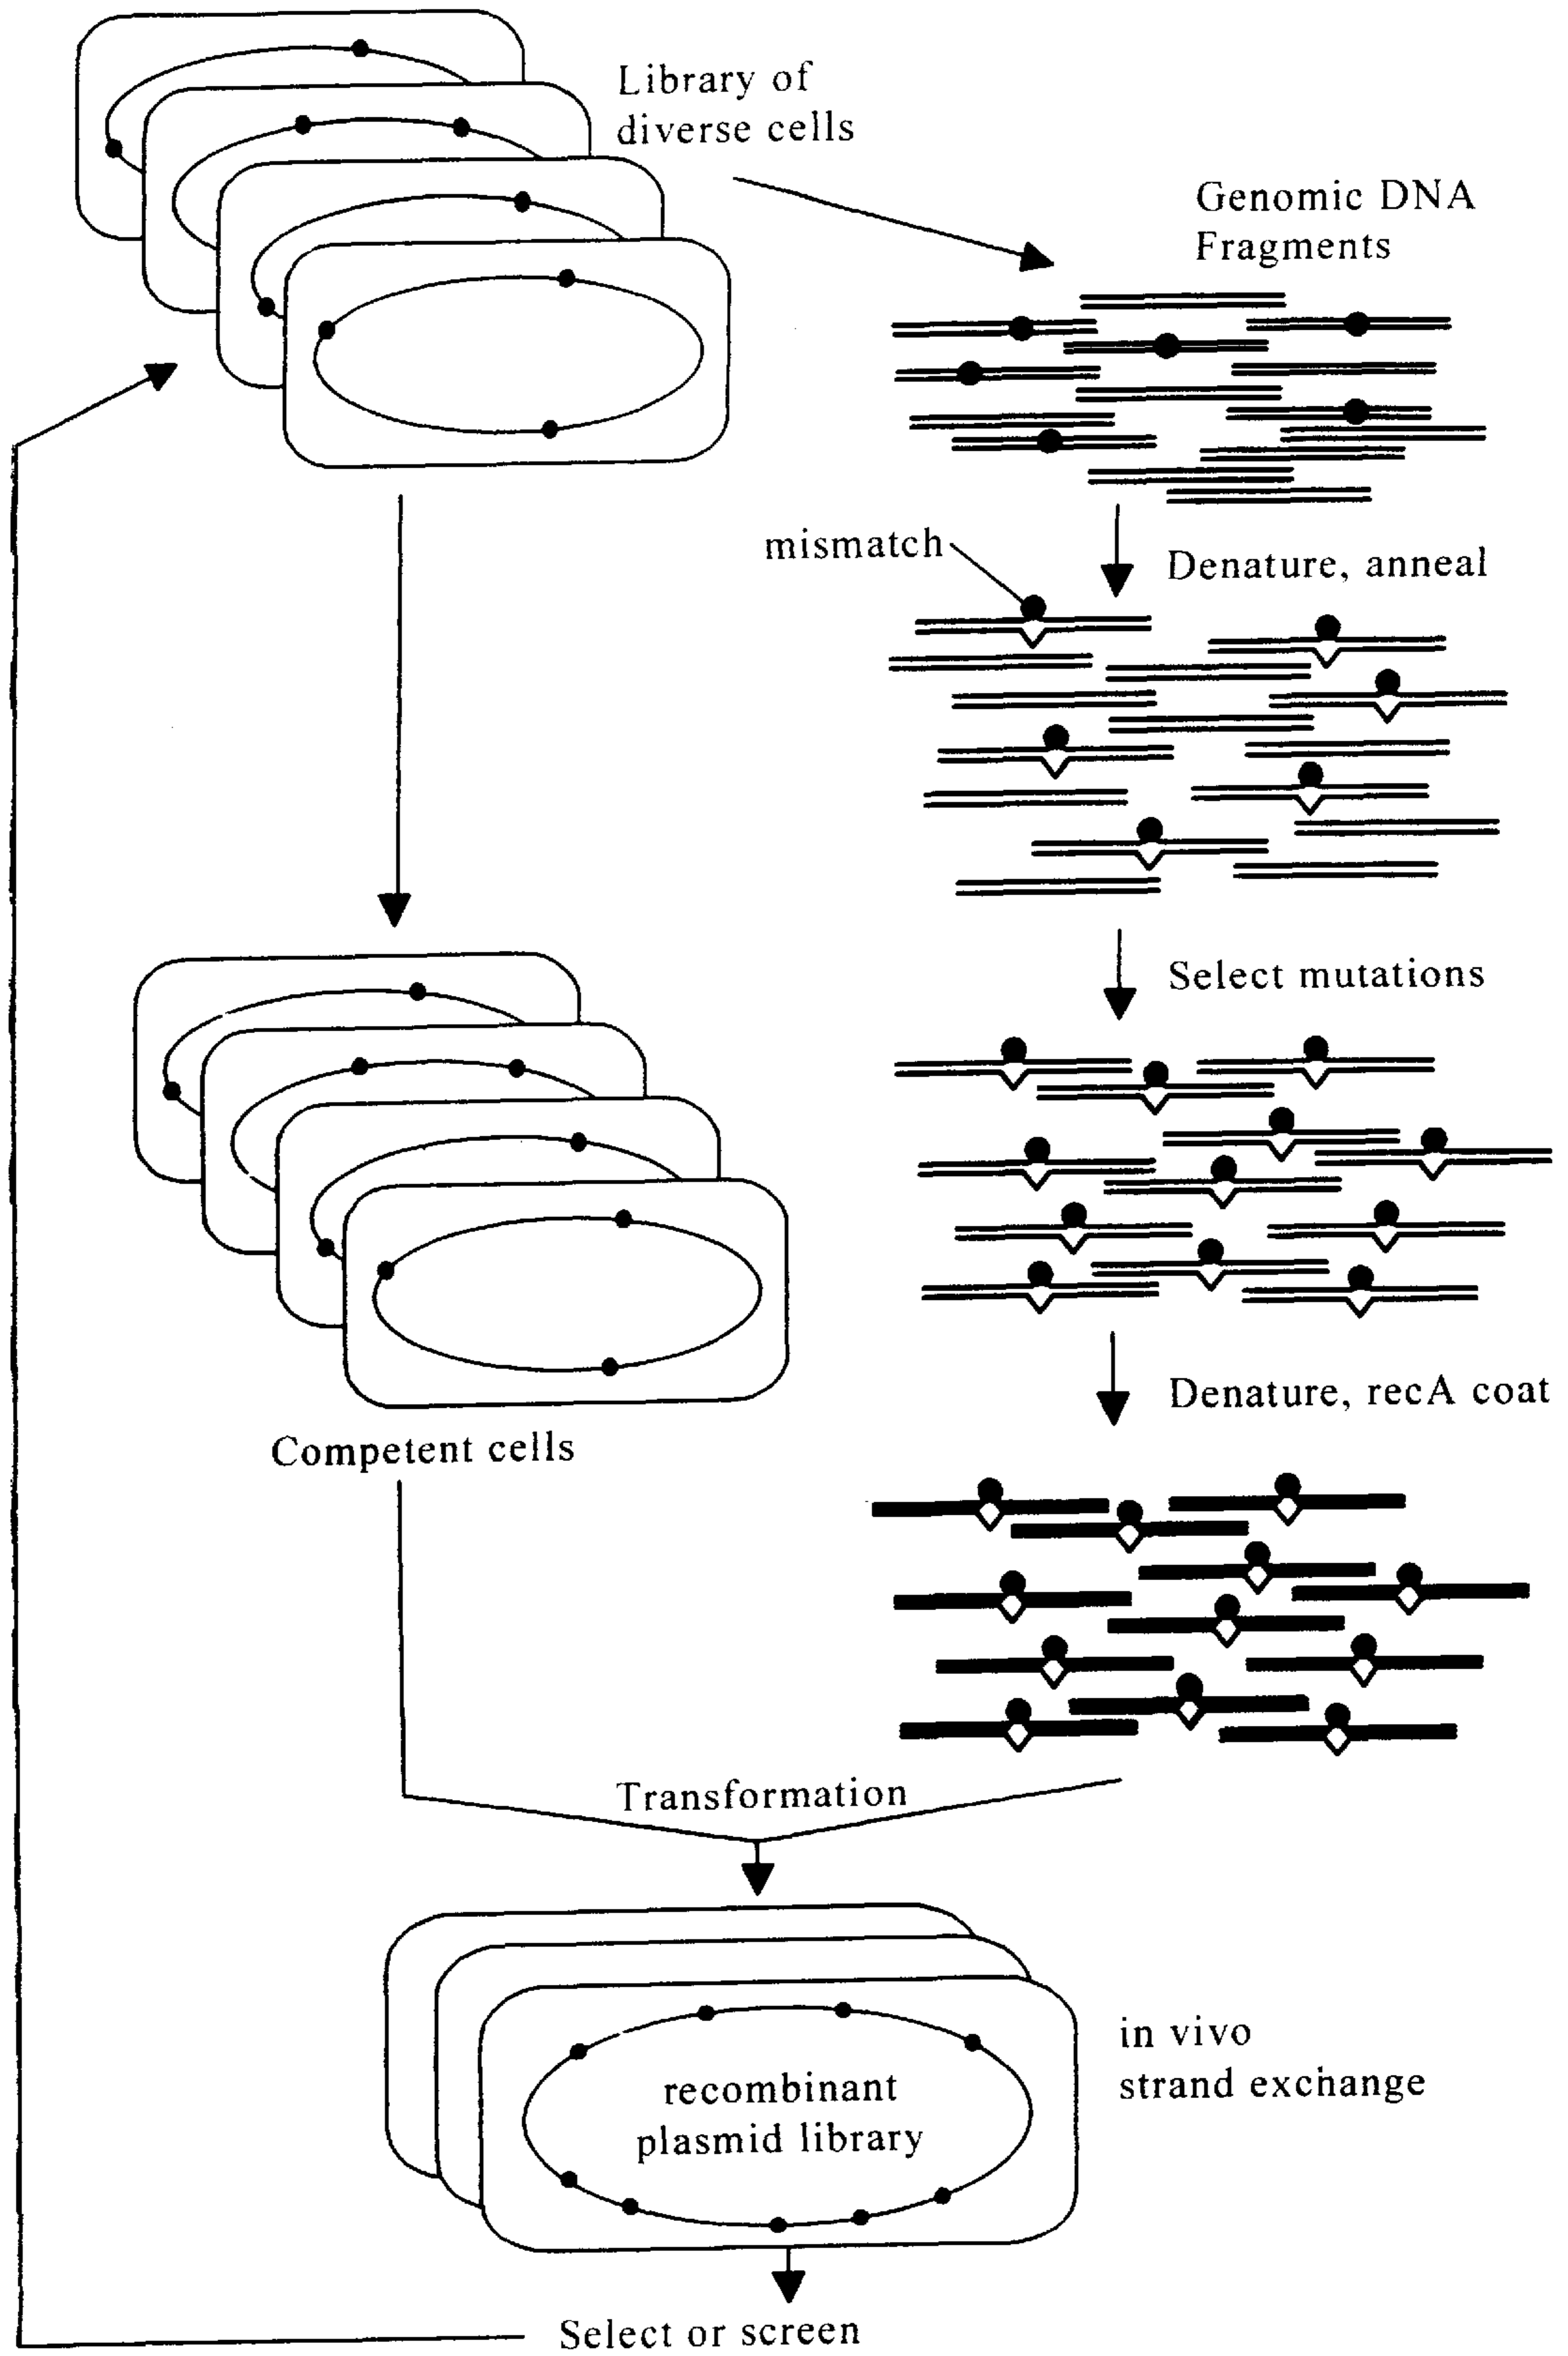 Library of
diverse cells
Genomic DNA
Fragments
mismatch
Denature, anneal
Select mutations
Denature, recA coat
Competent cells
Transformation
in vivo
strand exchange
recombinant
plasmid library
Select or screen